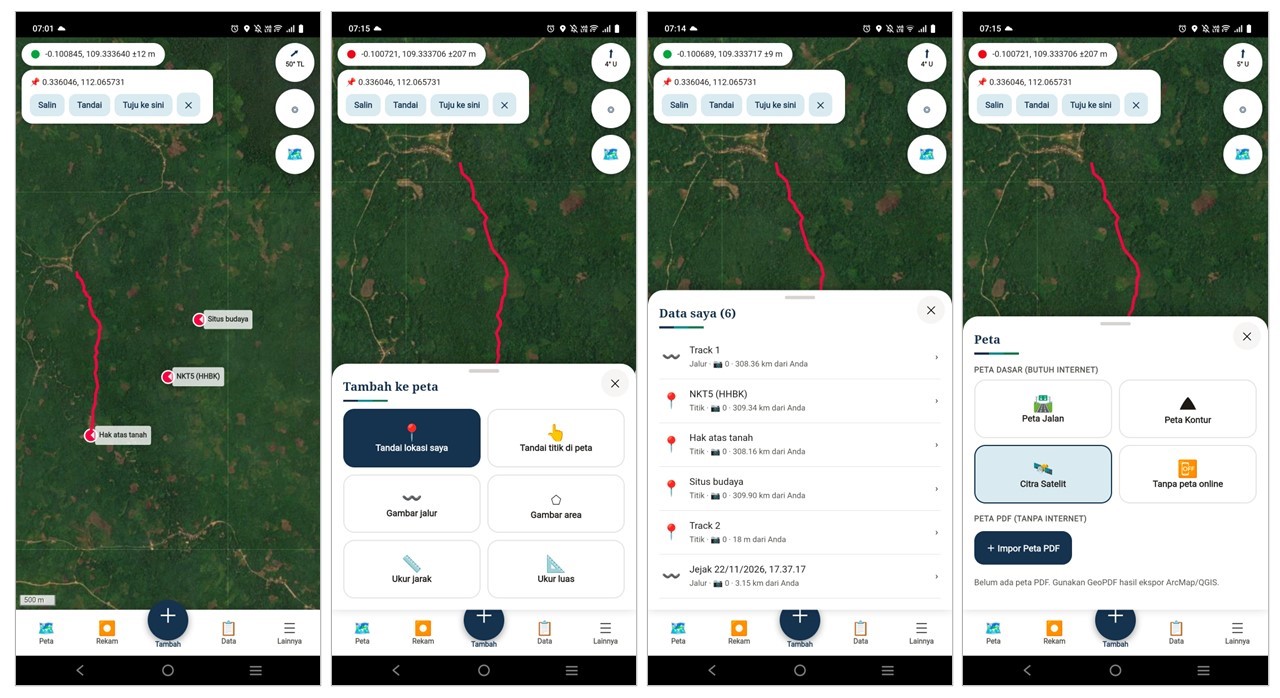 07:01
-0.100845, 109.333640 ±12 m
50° TL
0.336046, 112.065731
Salin
Tandai
Tuju ke sini
Situs budaya
NKT5 (HHBK)
Hak atas tanah
500 m
Peta
Rekam
Tambah
Data
Lainnya
07:15
-0.100721, 109.333706 ±207 m
4° U
0.336046, 112.065731
Salin
Tandai
Tuju ke sini
Tambah ke peta
Tandai lokasi saya
Tandai titik di peta
Gambar jalur
Gambar area
Ukur jarak
Ukur luas
Peta
Rekam
Tambah
Data
Lainnya
07:14
-0.100689, 109.333717 ±9 m
4° U
0.336046, 112.065731
Salin
Tandai
Tuju ke sini
Data saya (6)
Track 1
Jalur · 0 · 308.36 km dari Anda
NKT5 (HHBK)
Titik · 0 · 309.34 km dari Anda
Hak atas tanah
Titik · 0 · 308.16 km dari Anda
Situs budaya
Titik · 0 · 309.90 km dari Anda
Track 2
Titik · 0 · 18 m dari Anda
Jejak 22/11/2026, 17.37.17
Jalur · 0 · 3.15 km dari Anda
Peta
Rekam
Tambah
Data
Lainnya
07:15
-0.100721, 109.333706 ±207 m
5° U
0.336046, 112.065731
Salin
Tandai
Tuju ke sini
Peta
PETA DASAR (BUTUH INTERNET)
Peta Jalan
Peta Kontur
Citra Satelit
OFF
Tanpa peta online
PETA PDF (TANPA INTERNET)
+ Impor Peta PDF
Belum ada peta PDF. Gunakan GeoPDF hasil ekspor ArcMap/QGIS.
Peta
Rekam
Tambah
Data
Lainnya